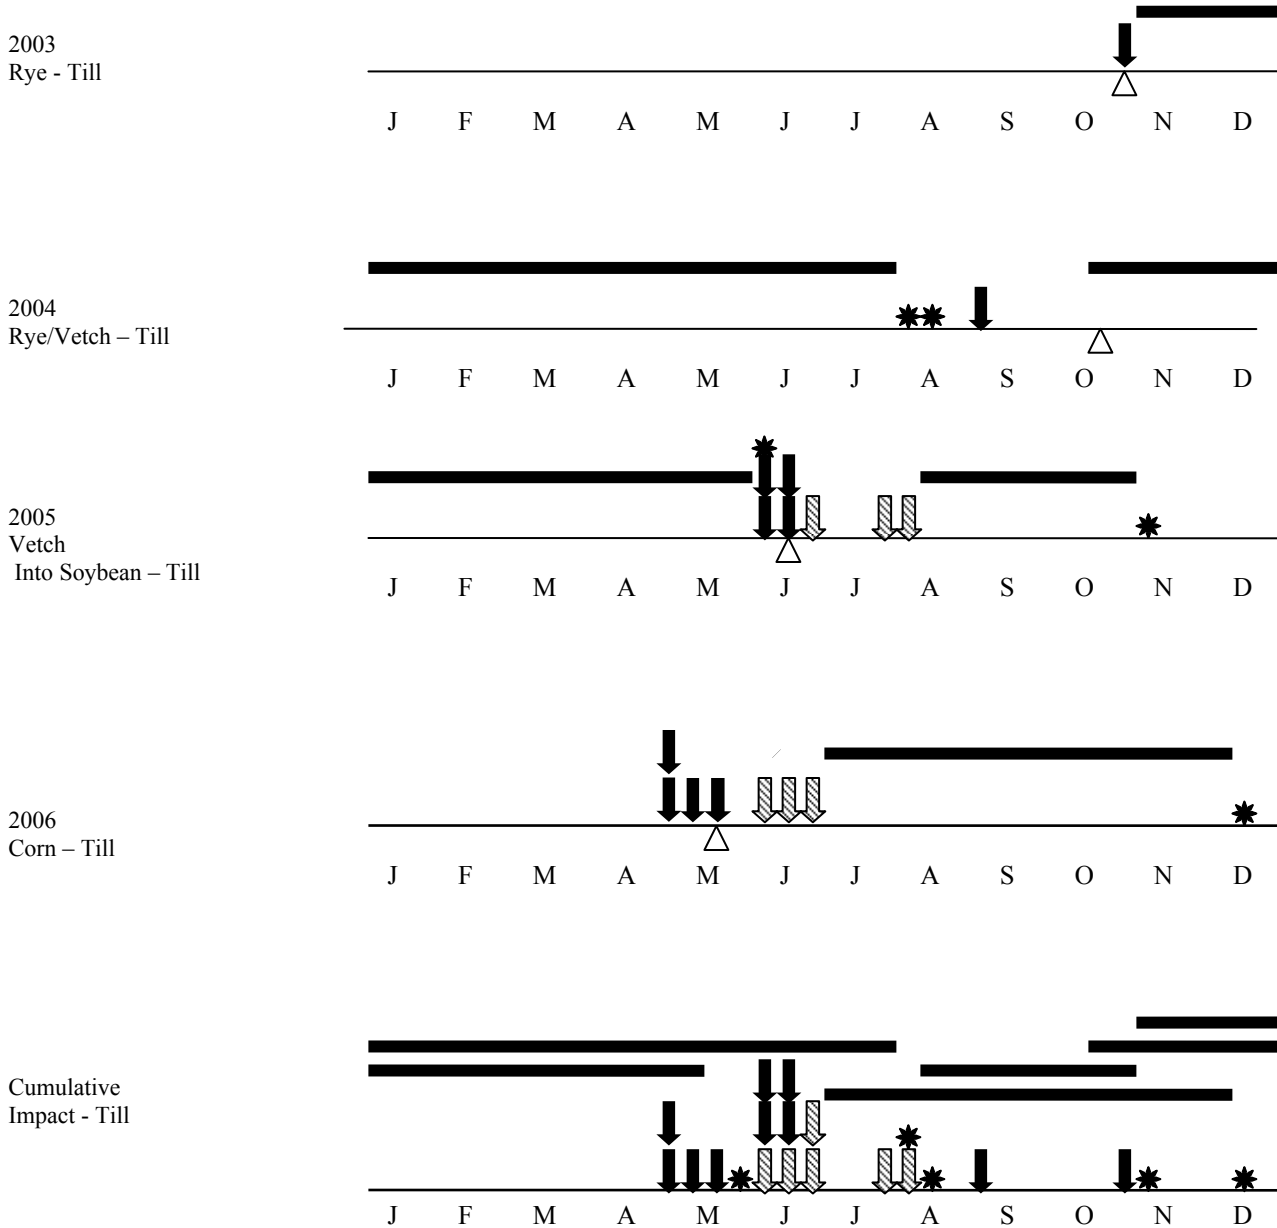 2003
Rye - Till
J F M A M J J A S O N D
2004
Rye/Vetch – Till
J F M A M J J A S O N D
2005
Vetch
Into Soybean – Till
J F M A M J J A S O N D
2006
Corn – Till
J F M A M J J A S O N D
Cumulative
Impact - Till
J F M A M J J A S O N D